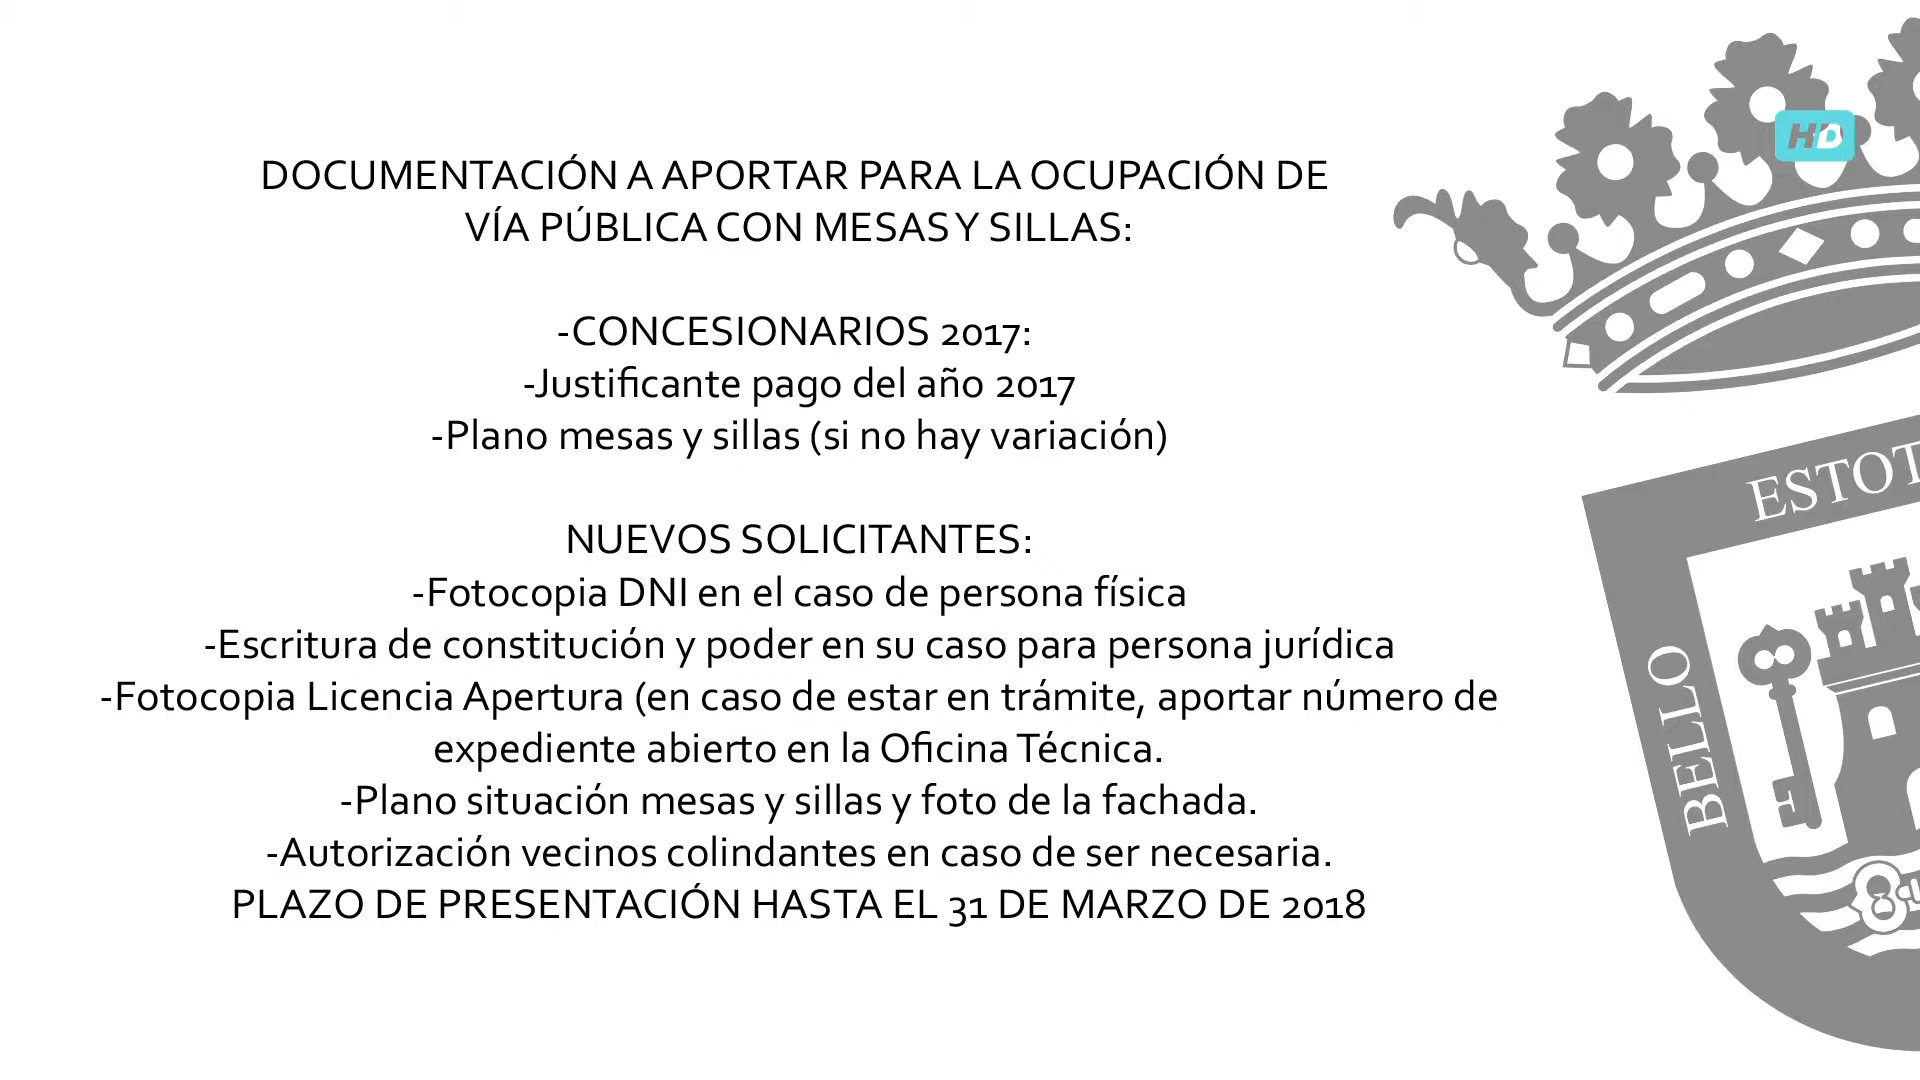 HD
DOCUMENTACIÓN A APORTAR PARA LA OCUPACIÓN DE
VÍA PÚBLICA CON MESAS Y SILLAS:
-CONCESIONARIOS 2017:
-Justificante pago del año 2017
-Plano mesas y sillas (si no hay variación)
NUEVOS SOLICITANTES:
-Fotocopia DNI en el caso de persona física
-Escritura de constitución y poder en su caso para persona jurídica
-Fotocopia Licencia Apertura (en caso de estar en trámite, aportar número de
expediente abierto en la Oficina Técnica.
-Plano situación mesas y sillas y foto de la fachada.
-Autorización vecinos colindantes en caso de ser necesaria.
PLAZO DE PRESENTACIÓN HASTA EL 31 DE MARZO DE 2018
ESTOT
BELLO